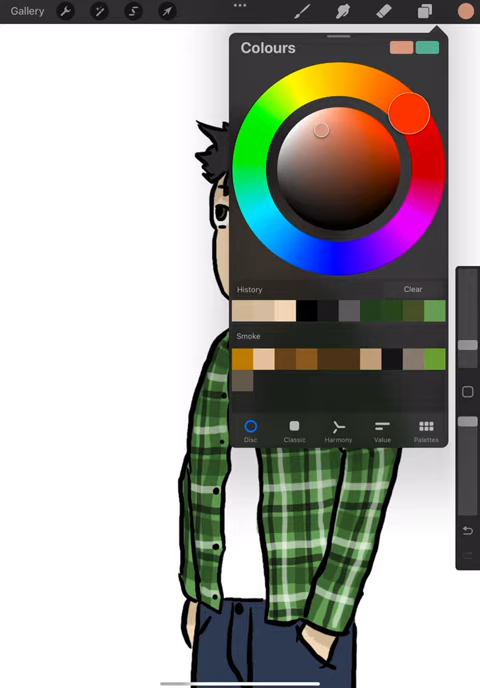 Gallery
Colours
History
Clear
Smoke
Disc
Classic
Harmony
Value
Palettes